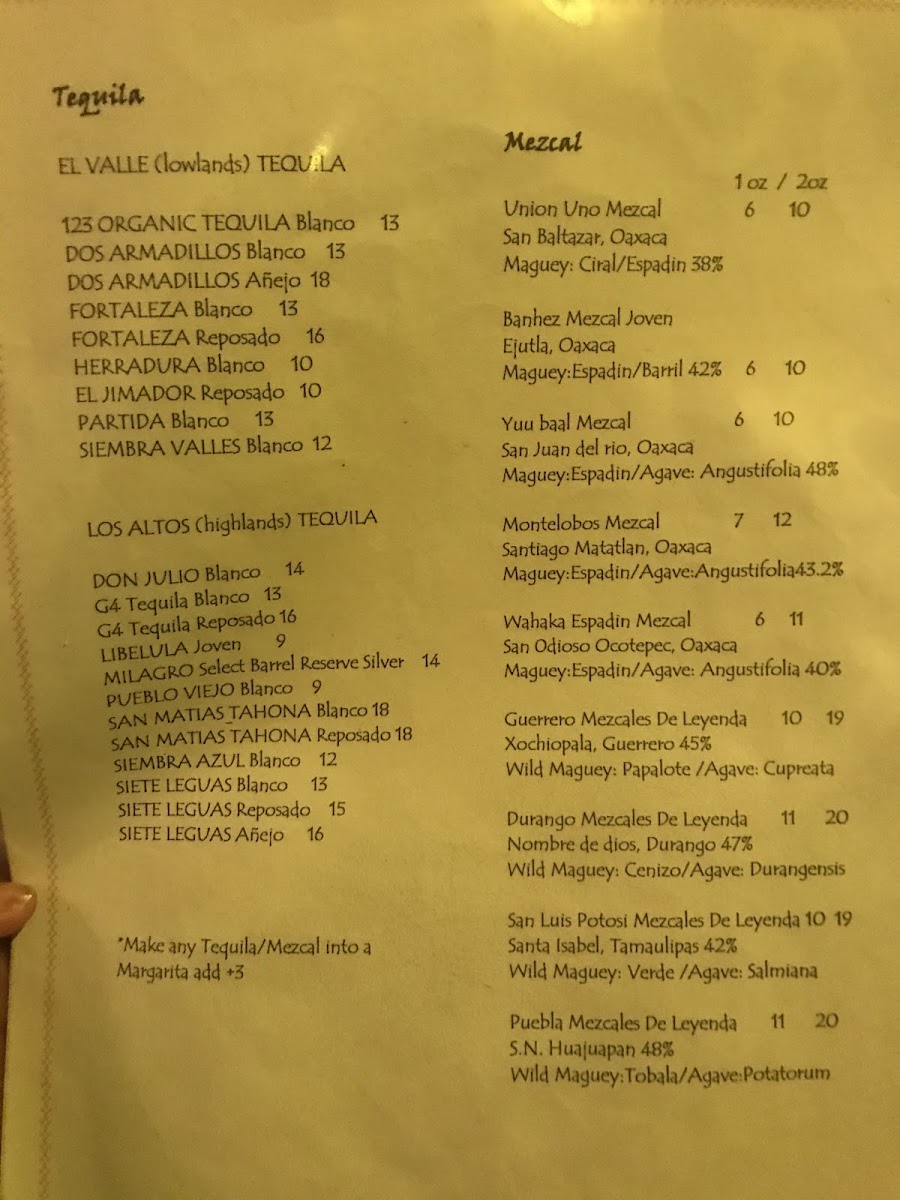 Tequila
EL VALLE (lowlands) TEQUILA
123 ORGANIC TEQUILA Blanco 13
DOS ARMADILLOS Blanco 13
DOS ARMADILLOS Añejo 18
FORTALEZA Blanco 13
FORTALEZA Reposado 16
HERRADURA Blanco 10
EL JIMADOR Reposado 10
PARTIDA Blanco 13
SIEMBRA VALLES Blanco 12
LOS ALTOS (highlands) TEQUILA
DON JULIO Blanco 14
G4 Tequila Blanco 13
G4 Tequila Reposado 16
LIBELULA Joven 9
MILAGRO Select Barrel Reserve Silver 14
PUEBLO VIEJO Blanco 9
SAN MATIAS TAHONA Blanco 18
SAN MATIAS TAHONA Reposado 18
SIEMBRA AZUL Blanco 12
SIETE LEGUAS Blanco 13
SIETE LEGUAS Reposado 15
SIETE LEGUAS Añejo 16
*Make any Tequila/Mezcal into a
Margarita add +3
Mezcal
1 oz / 2oz
Union Uno Mezcal 6 10
San Baltazar, Oaxaca
Maguey: Ciral/Espadin 38%
Banhez Mezcal Joven
Ejutla, Oaxaca
Maguey:Espadin/Barril 42% 6 10
Yuu baal Mezcal 6 10
San Juan del rio, Oaxaca
Maguey:Espadin/Agave: Angustifolia 48%
Montelobos Mezcal 7 12
Santiago Matatlan, Oaxaca
Maguey:Espadin/Agave:Angustifolia43.2%
Wahaka Espadin Mezcal 6 11
San Odioso Ocotepec, Oaxaca
Maguey:Espadin/Agave: Angustifolia 40%
Guerrero Mezcales De Leyenda 10 19
Xochiopala, Guerrero 45%
Wild Maguey: Papalote /Agave: Cupreata
Durango Mezcales De Leyenda 11 20
Nombre de dios, Durango 47%
Wild Maguey: Cenizo/Agave: Durangensis
San Luis Potosi Mezcales De Leyenda 10 19
Santa Isabel, Tamaulipas 42%
Wild Maguey: Verde /Agave: Salmiana
Puebla Mezcales De Leyenda 11 20
S.N. Huajuapan 48%
Wild Maguey:Tobala/Agave:Potatorum